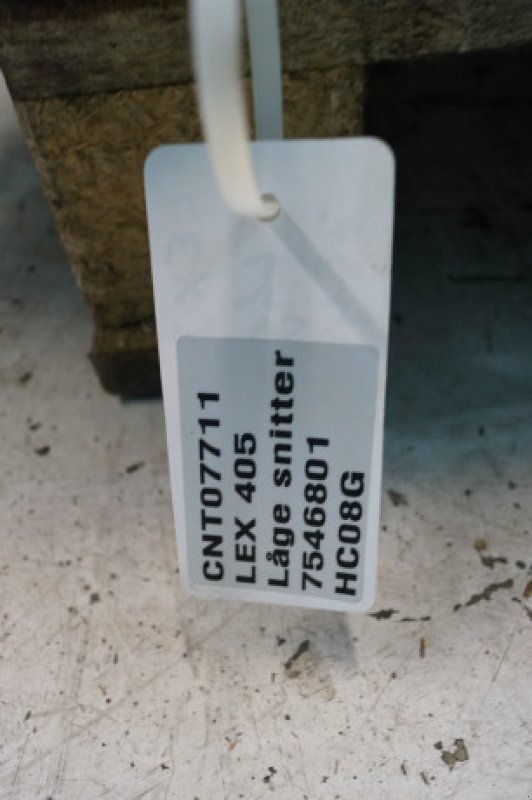 CNT07711
LEX 405
Låge snitter
7546801
HC08G